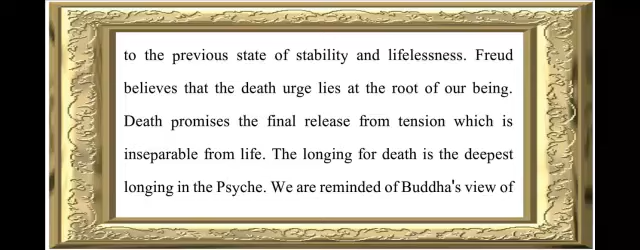 to the previous state of stability and lifelessness. Freud
believes that the death urge lies at the root of our being.
Death promises the final release from tension which is
inseparable from life. The longing for death is the deepest
longing in the Psyche. We are reminded of Buddha's view of